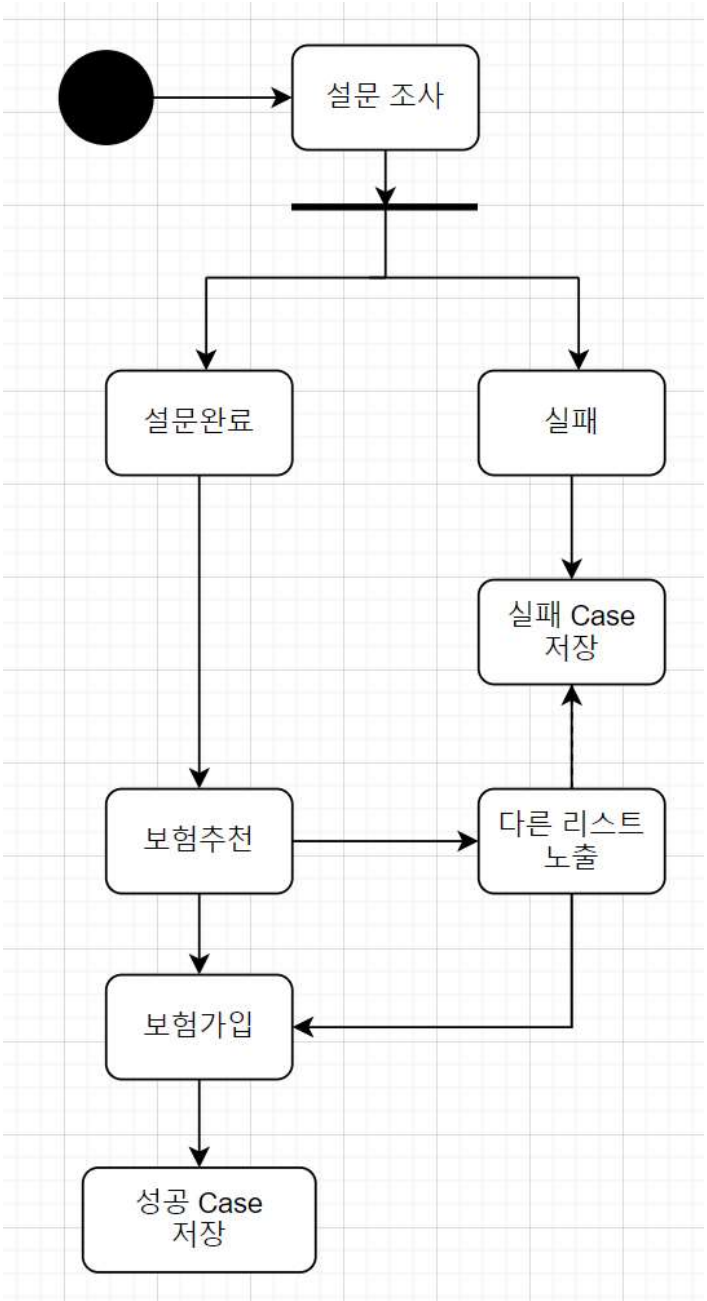 설문 조사
설문완료
실패
실패 Case
저장
보험추천
다른 리스트
노출
보험가입
성공 Case
저장